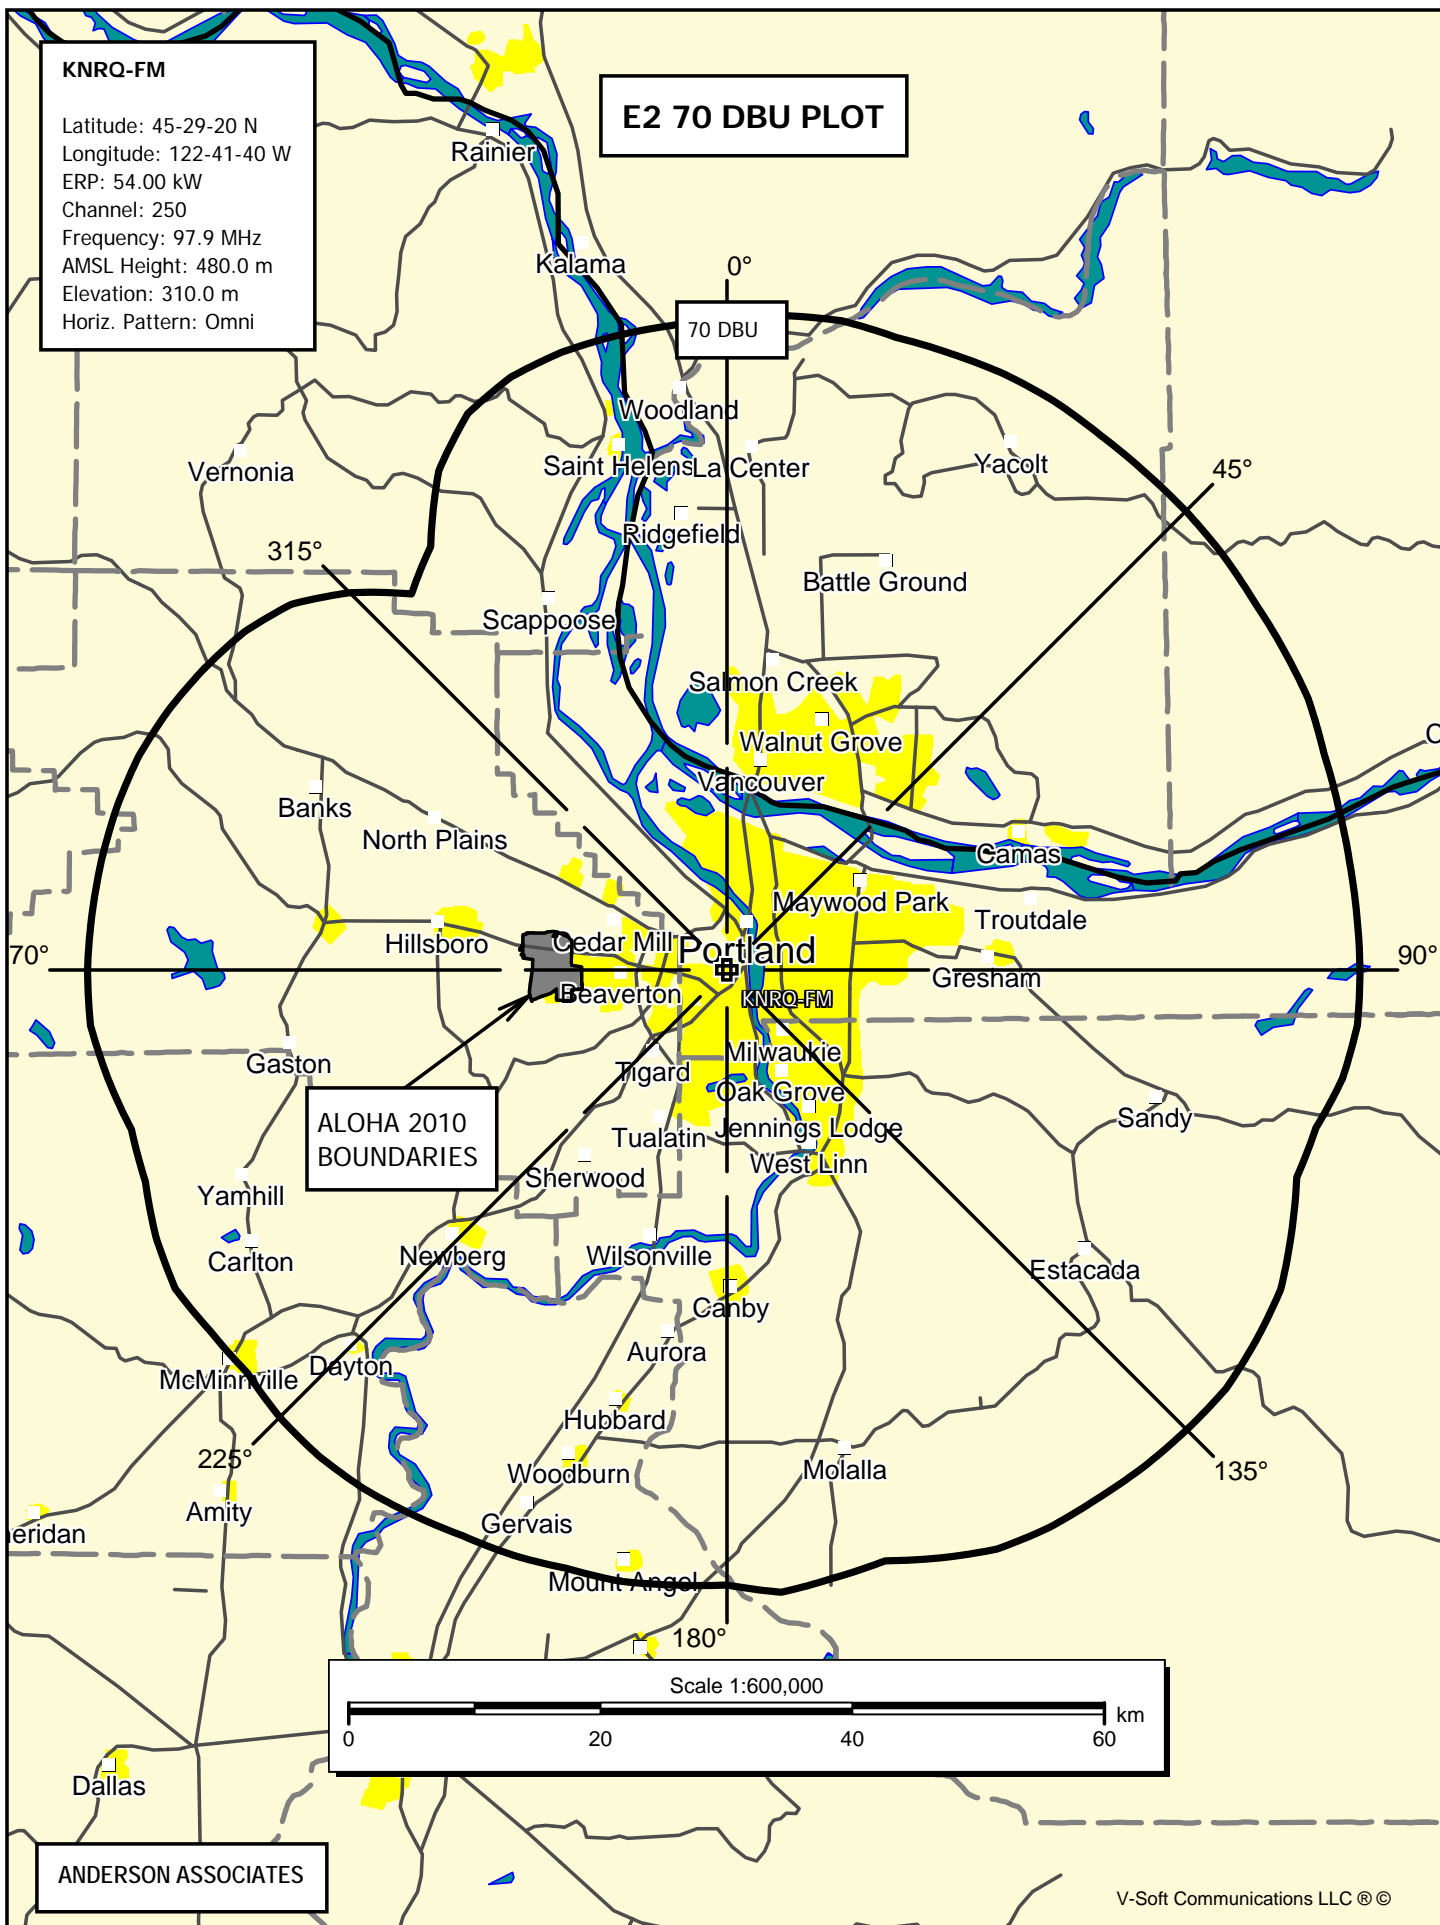 KNRQ-FM
Latitude: 45-29-20 N
Longitude: 122-41-40 W
ERP: 54.00 kW
Channel: 250
Frequency: 97.9 MHz
AMSL Height: 480.0 m
Elevation: 310.0 m
Horiz. Pattern: Omni
E2 70 DBU PLOT
Rainier
Kalama
0°
70 DBU
Woodland
Vernonia
Saint Helens
La Center
Yacolt
45°
Ridgefield
315°
Battle Ground
Scappoose
Salmon Creek
Walnut Grove
C
Vancouver
Banks
North Plains
Camas
Maywood Park
Troutdale
Hillsboro
Cedar Mill
Portland
70°
90°
Gresham
Beaverton
KNRQ-FM
Milwaukie
Gaston
Tigard
Oak Grove
ALOHA 2010
BOUNDARIES
Tualatin
Jennings Lodge
Sandy
West Linn
Sherwood
Yamhill
Carlton
Newberg
Wilsonville
Estacada
Canby
Aurora
McMinnville
Dayton
Hubbard
225°
Woodburn
Molalla
135°
Amity
Gervais
eridan
Mount Angel
180°
Scale 1:600,000
km
0 20 40 60
Dallas
ANDERSON ASSOCIATES
V-Soft Communications LLC ® ©